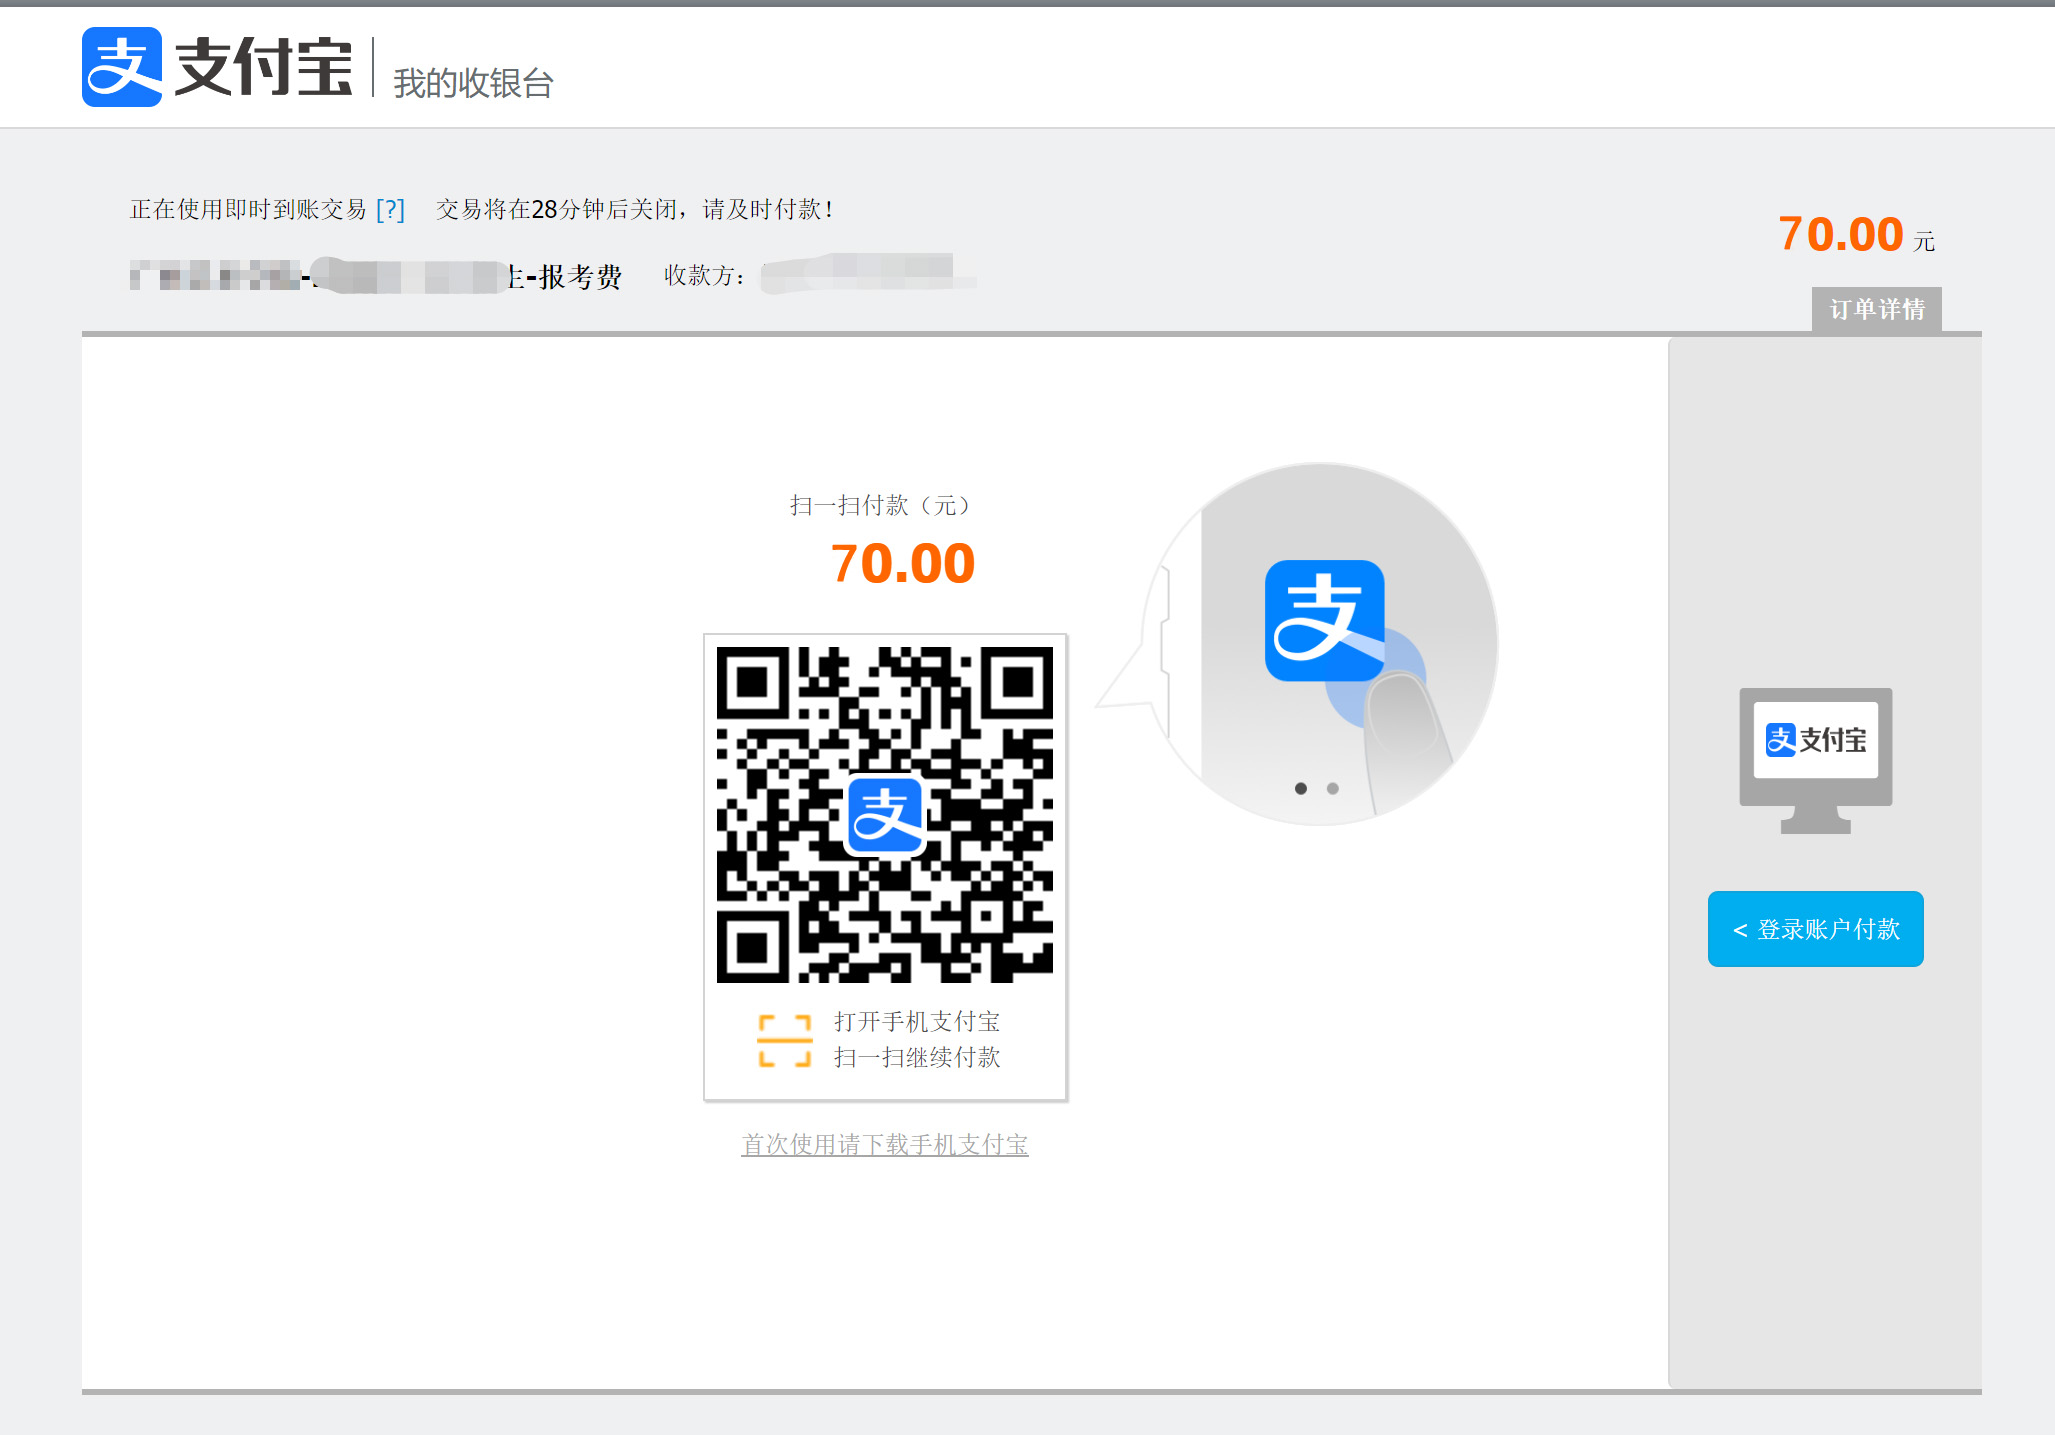 支付宝
我的收银台
正在使用即时到账交易 [?] 交易将在28分钟后关闭，请及时付款！
70.00 元
-报考费 收款方：
订单详情
扫一扫付款（元）
70.00
支付宝
< 登录账户付款
打开手机支付宝
扫一扫继续付款
首次使用请下载手机支付宝